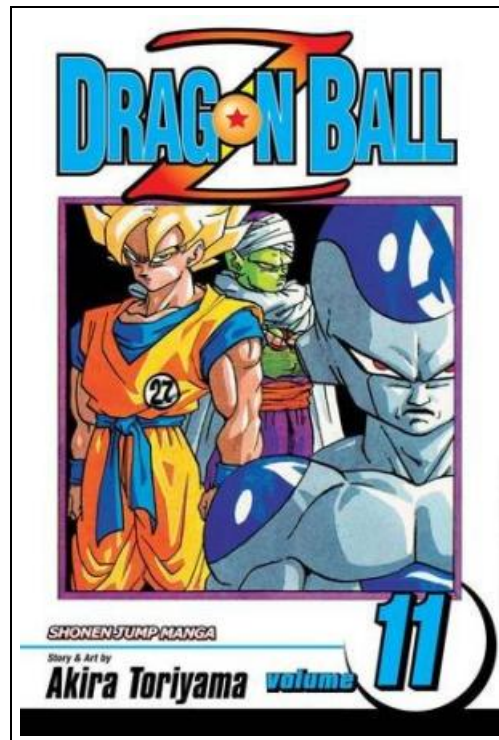 DRAGON BALL
Z
27
SHONEN JUMP MANGA
Story & Art by
Akira Toriyama
volume 11